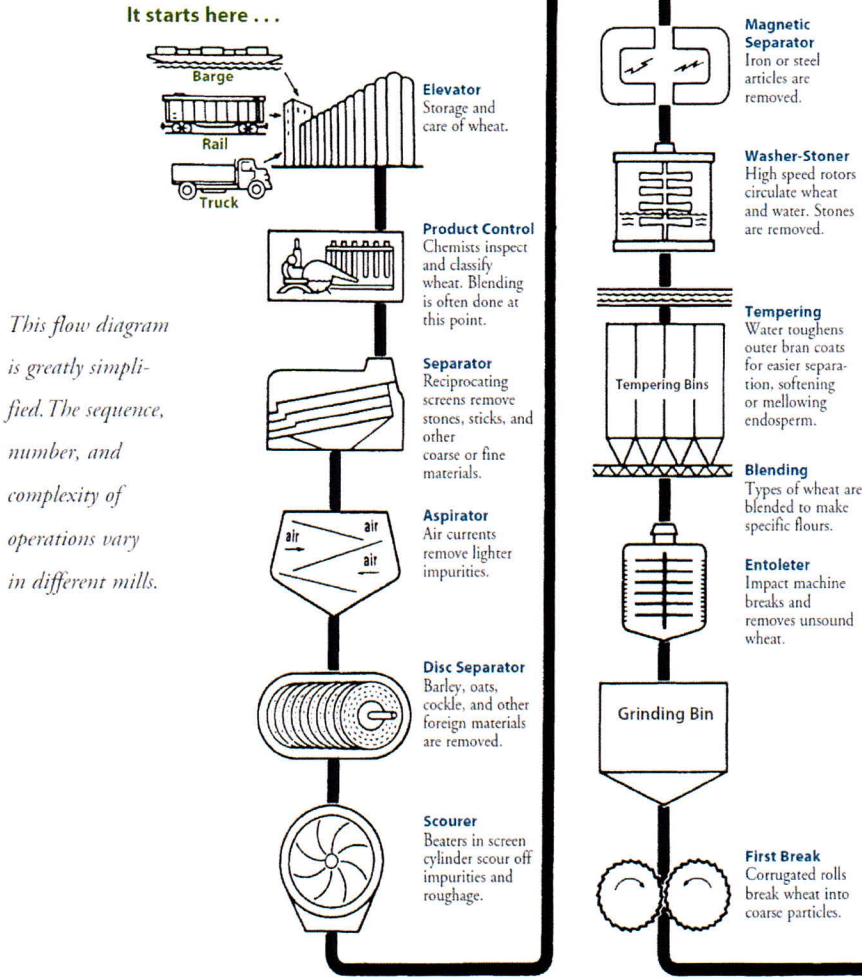 It starts here . . .
Barge
Rail
Truck
Elevator
Storage and
care of wheat.
Product Control
Chemists inspect
and classify
wheat. Blending
is often done at
this point.
This flow diagram
is greatly simpli-
fied. The sequence,
number, and
complexity of
operations vary
in different mills.
Separator
Reciprocating
screens remove
stones, sticks, and
other
coarse or fine
materials.
Aspirator
Air currents
remove lighter
impurities.
air
air
air
Disc Separator
Barley, oats,
cockle, and other
foreign materials
are removed.
Scourer
Beaters in screen
cylinder scour off
impurities and
roughage.
Magnetic
Separator
Iron or steel
articles are
removed.
Washer-Stoner
High speed rotors
circulate wheat
and water. Stones
are removed.
Tempering
Water toughens
outer bran coats
for easier separa-
tion, softening
or mellowing
endosperm.
Tempering Bins
Blending
Types of wheat are
blended to make
specific flours.
Entoleter
Impact machine
breaks and
removes unsound
wheat.
Grinding Bin
First Break
Corrugated rolls
break wheat into
coarse particles.